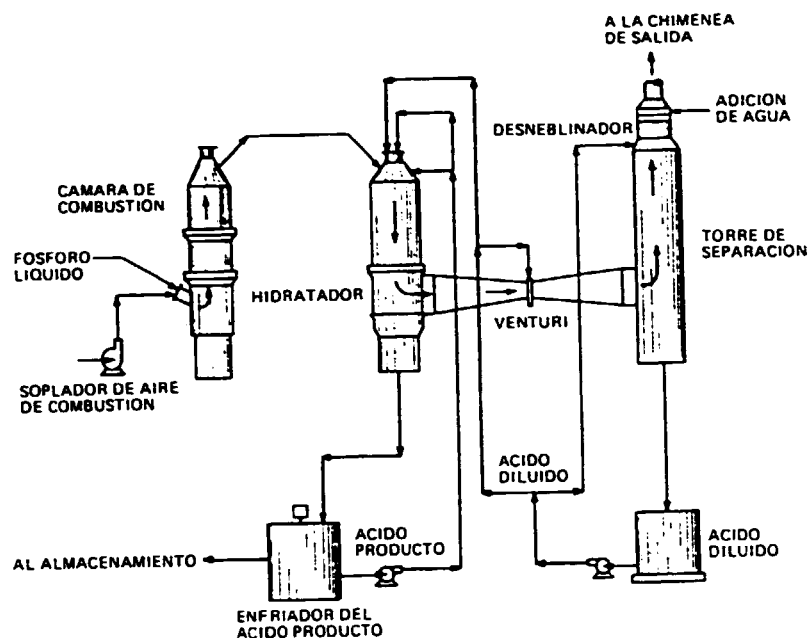 A LA CHIMENEA
DE SALIDA
ADICION
DE AGUA
DESNEBLINADOR
CAMARA DE
COMBUSTION
TORRE DE
SEPARACION
FOSFORO
LIQUIDO
HIDRATADOR
VENTURI
SOPLADOR DE AIRE
DE COMBUSTION
ACIDO
DILUIDO
ACIDO
PRODUCTO
ACIDO
DILUIDO
AL ALMACENAMIENTO
ENFRIADOR DEL
ACIDO PRODUCTO